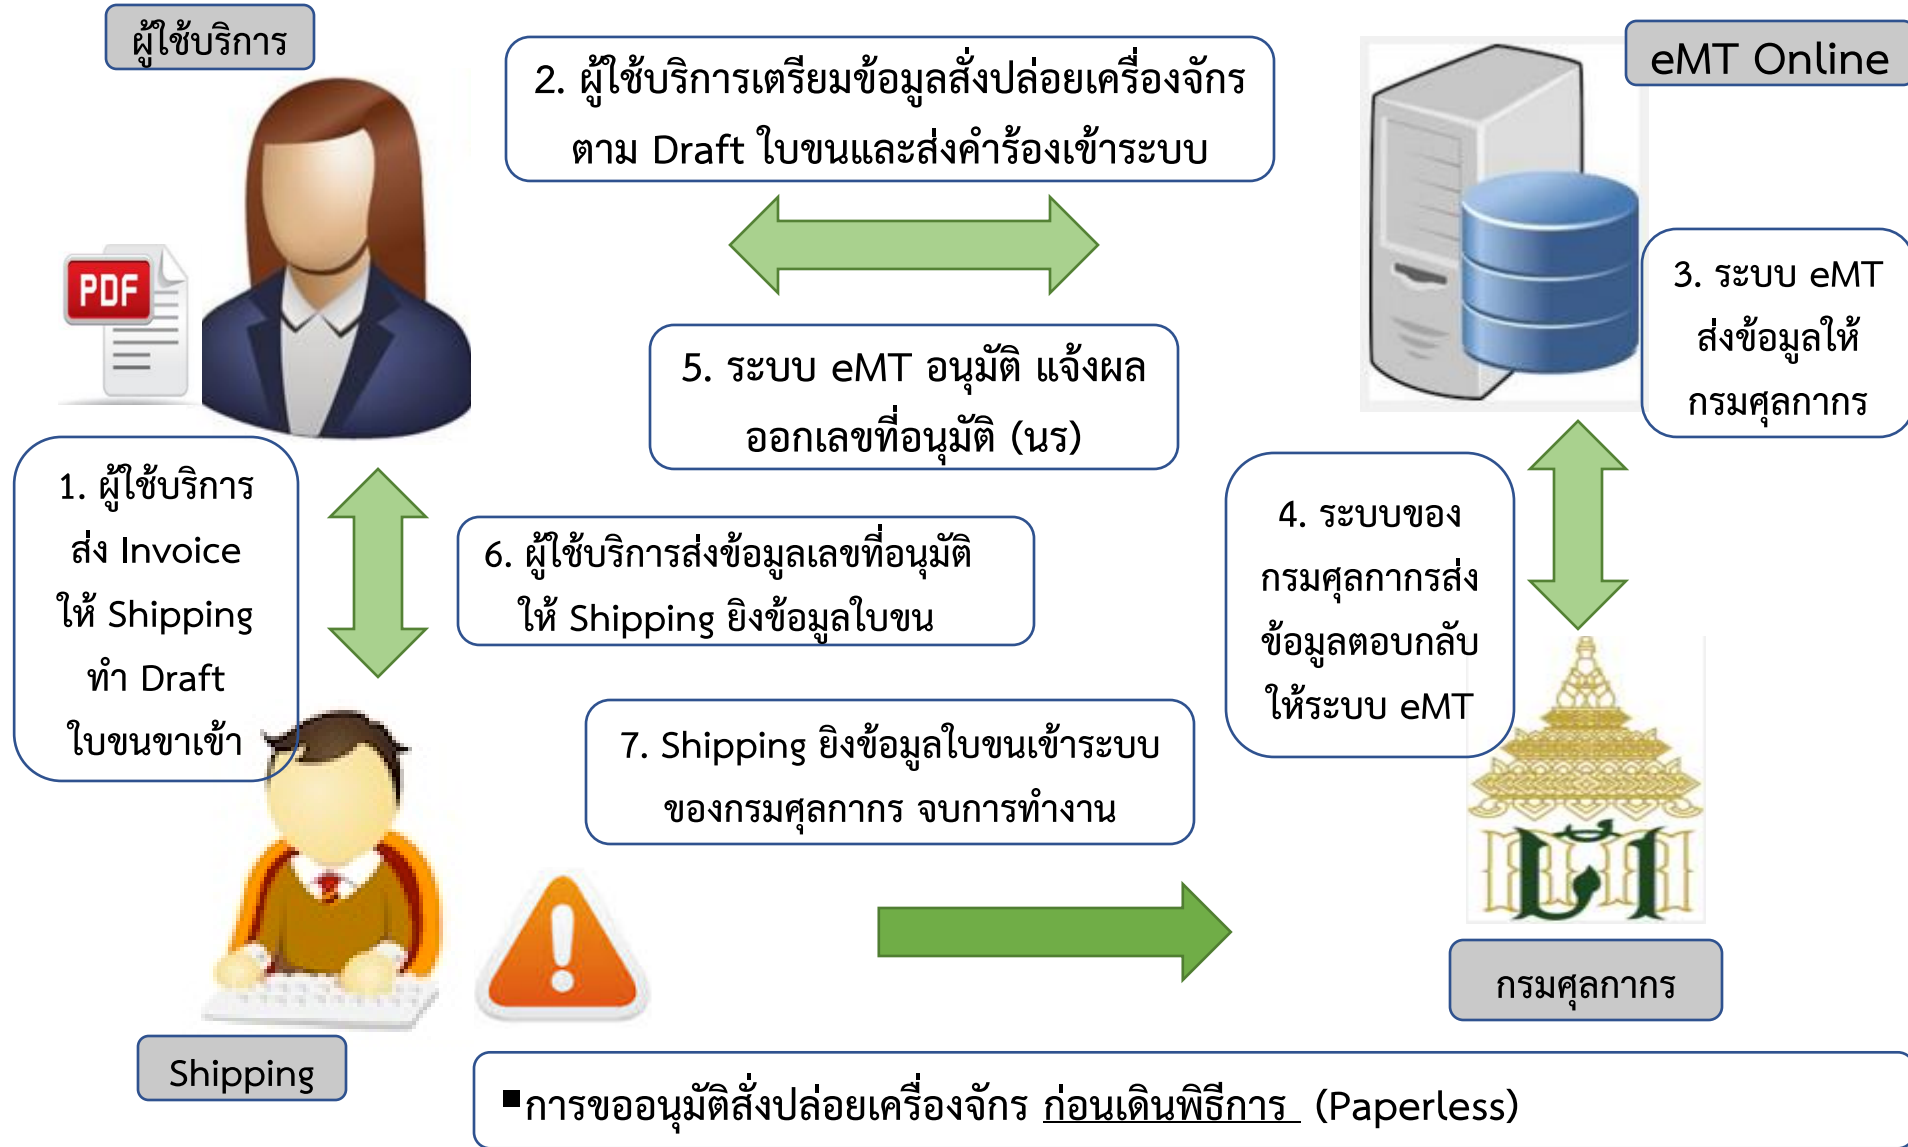 ผู้ใช้บริการ
eMT Online
2. ผู้ใช้บริการเตรียมข้อมูลสั่งปล่อยเครื่องจักร
ตาม Draft ใบขนและส่งคำร้องเข้าระบบ
PDF
3. ระบบ eMT
ส่งข้อมูลให้
กรมศุลกากร
5. ระบบ eMT อนุมัติ แจ้งผล
ออกเลขที่อนุมัติ (นร)
1. ผู้ใช้บริการ
ส่ง Invoice
ให้ Shipping
ทำ Draft
ใบขนขาเข้า
4. ระบบของ
กรมศุลกากรส่ง
ข้อมูลตอบกลับ
ให้ระบบ eMT
6. ผู้ใช้บริการส่งข้อมูลเลขที่อนุมัติ
ให้ Shipping ยิงข้อมูลใบขน
7. Shipping ยิงข้อมูลใบขนเข้าระบบ
ของกรมศุลกากร จบการทำงาน
กรมศุลกากร
Shipping
▪การขออนุมัติสั่งปล่อยเครื่องจักร ก่อนเดินพิธีการ (Paperless)